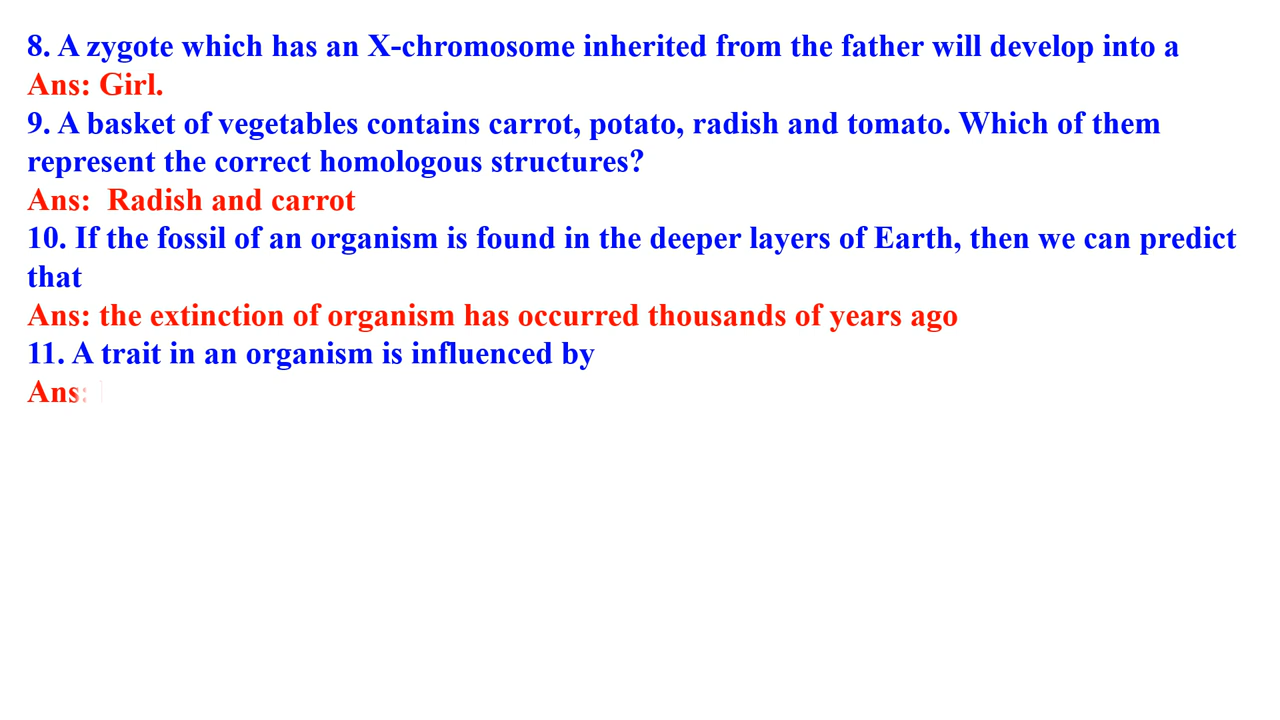 8. A zygote which has an X-chromosome inherited from the father will develop into a
Ans: Girl.
9. A basket of vegetables contains carrot, potato, radish and tomato. Which of them
represent the correct homologous structures?
Ans:  Radish and carrot
10. If the fossil of an organism is found in the deeper layers of Earth, then we can predict
that
Ans: the extinction of organism has occurred thousands of years ago
11. A trait in an organism is influenced by
Ans: